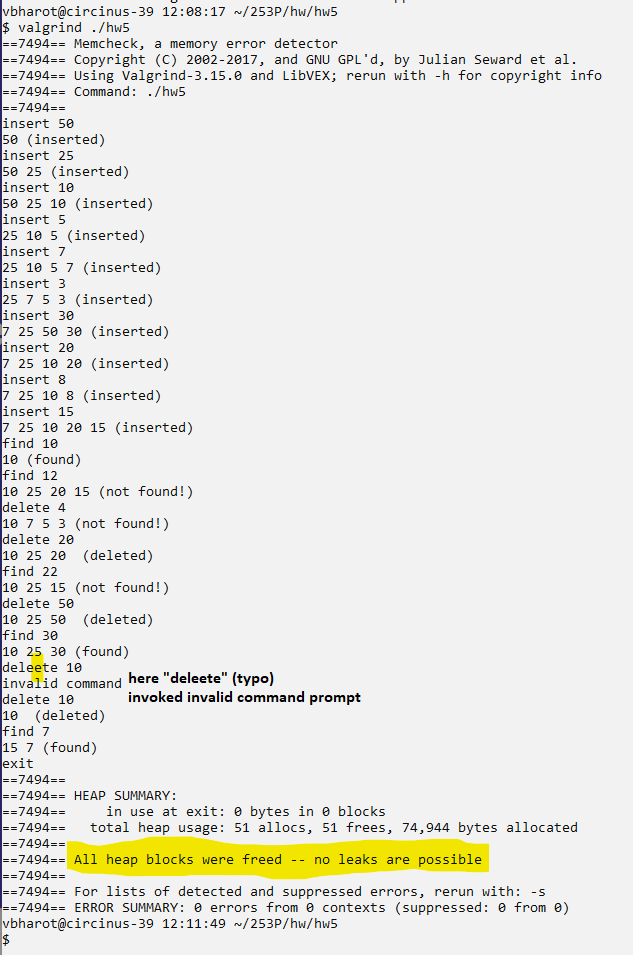 vbharot@circinus-39 12:08:17 ~/253P/hw/hw5
$ valgrind ./hw5
==7494== Memcheck, a memory error detector
==7494== Copyright (C) 2002-2017, and GNU GPL'd, by Julian Seward et al.
==7494== Using Valgrind-3.15.0 and LibVEX; rerun with -h for copyright info
==7494== Command: ./hw5
==7494==
insert 50
50 (inserted)
insert 25
50 25 (inserted)
insert 10
50 25 10 (inserted)
insert 5
25 10 5 (inserted)
insert 7
25 10 5 7 (inserted)
insert 3
25 7 5 3 (inserted)
insert 30
7 25 50 30 (inserted)
insert 20
7 25 10 20 (inserted)
insert 8
7 25 10 8 (inserted)
insert 15
7 25 10 20 15 (inserted)
find 10
10 (found)
find 12
10 25 20 15 (not found!)
delete 4
10 7 5 3 (not found!)
delete 20
10 25 20  (deleted)
find 22
10 25 15 (not found!)
delete 50
10 25 50  (deleted)
find 30
10 25 30 (found)
deleete 10
here "deleete" (typo)
invalid command
invoked invalid command prompt
delete 10
10  (deleted)
find 7
15 7 (found)
exit
==7494==
==7494== HEAP SUMMARY:
==7494==     in use at exit: 0 bytes in 0 blocks
==7494==   total heap usage: 51 allocs, 51 frees, 74,944 bytes allocated
==7494==
==7494== All heap blocks were freed -- no leaks are possible
==7494==
==7494== For lists of detected and suppressed errors, rerun with: -s
==7494== ERROR SUMMARY: 0 errors from 0 contexts (suppressed: 0 from 0)
vbharot@circinus-39 12:11:49 ~/253P/hw/hw5
$